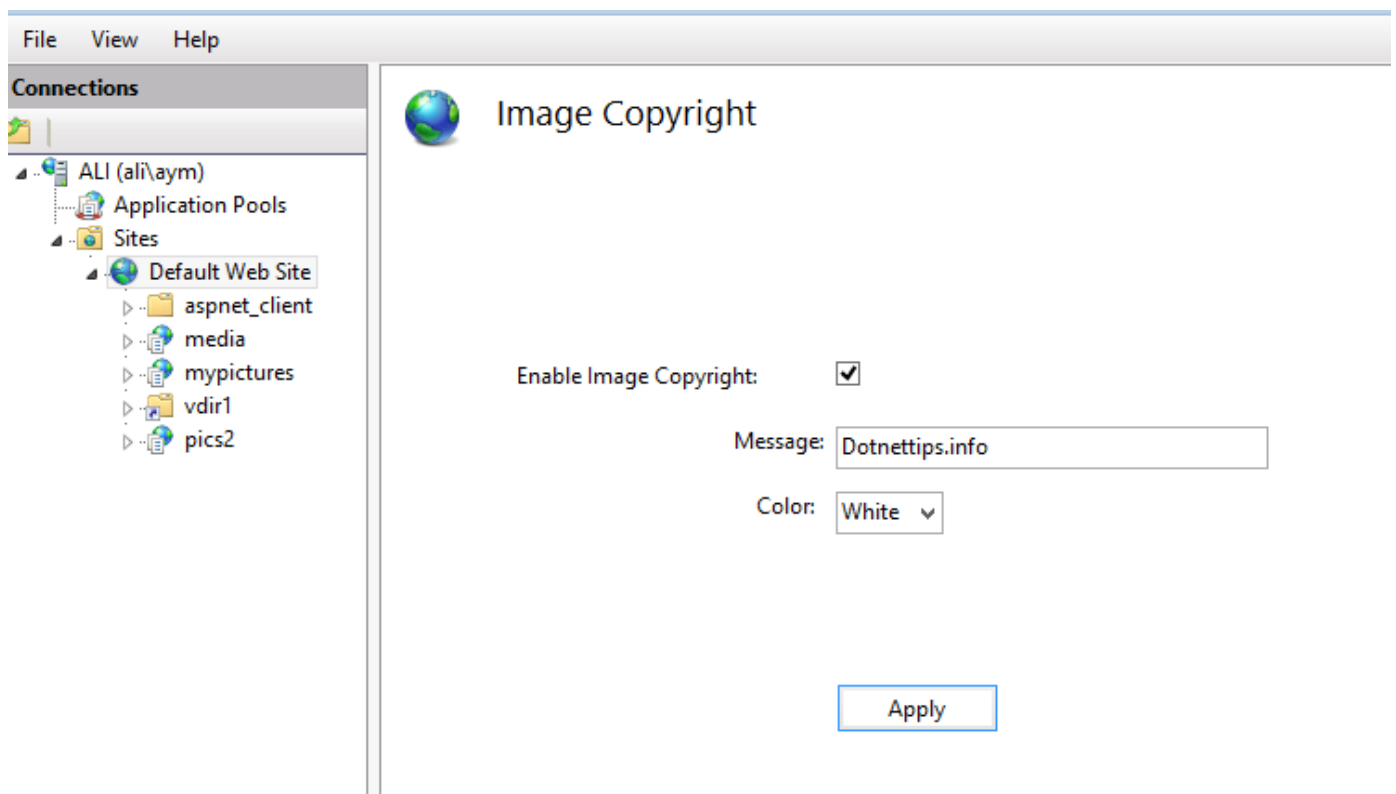 File View Help
Connections
ALI (ali\aym)
Application Pools
Sites
Default Web Site
aspnet_client
media
mypictures
vdir1
pics2
Image Copyright
Enable Image Copyright:
Message: Dotnettips.info
Color: White
Apply